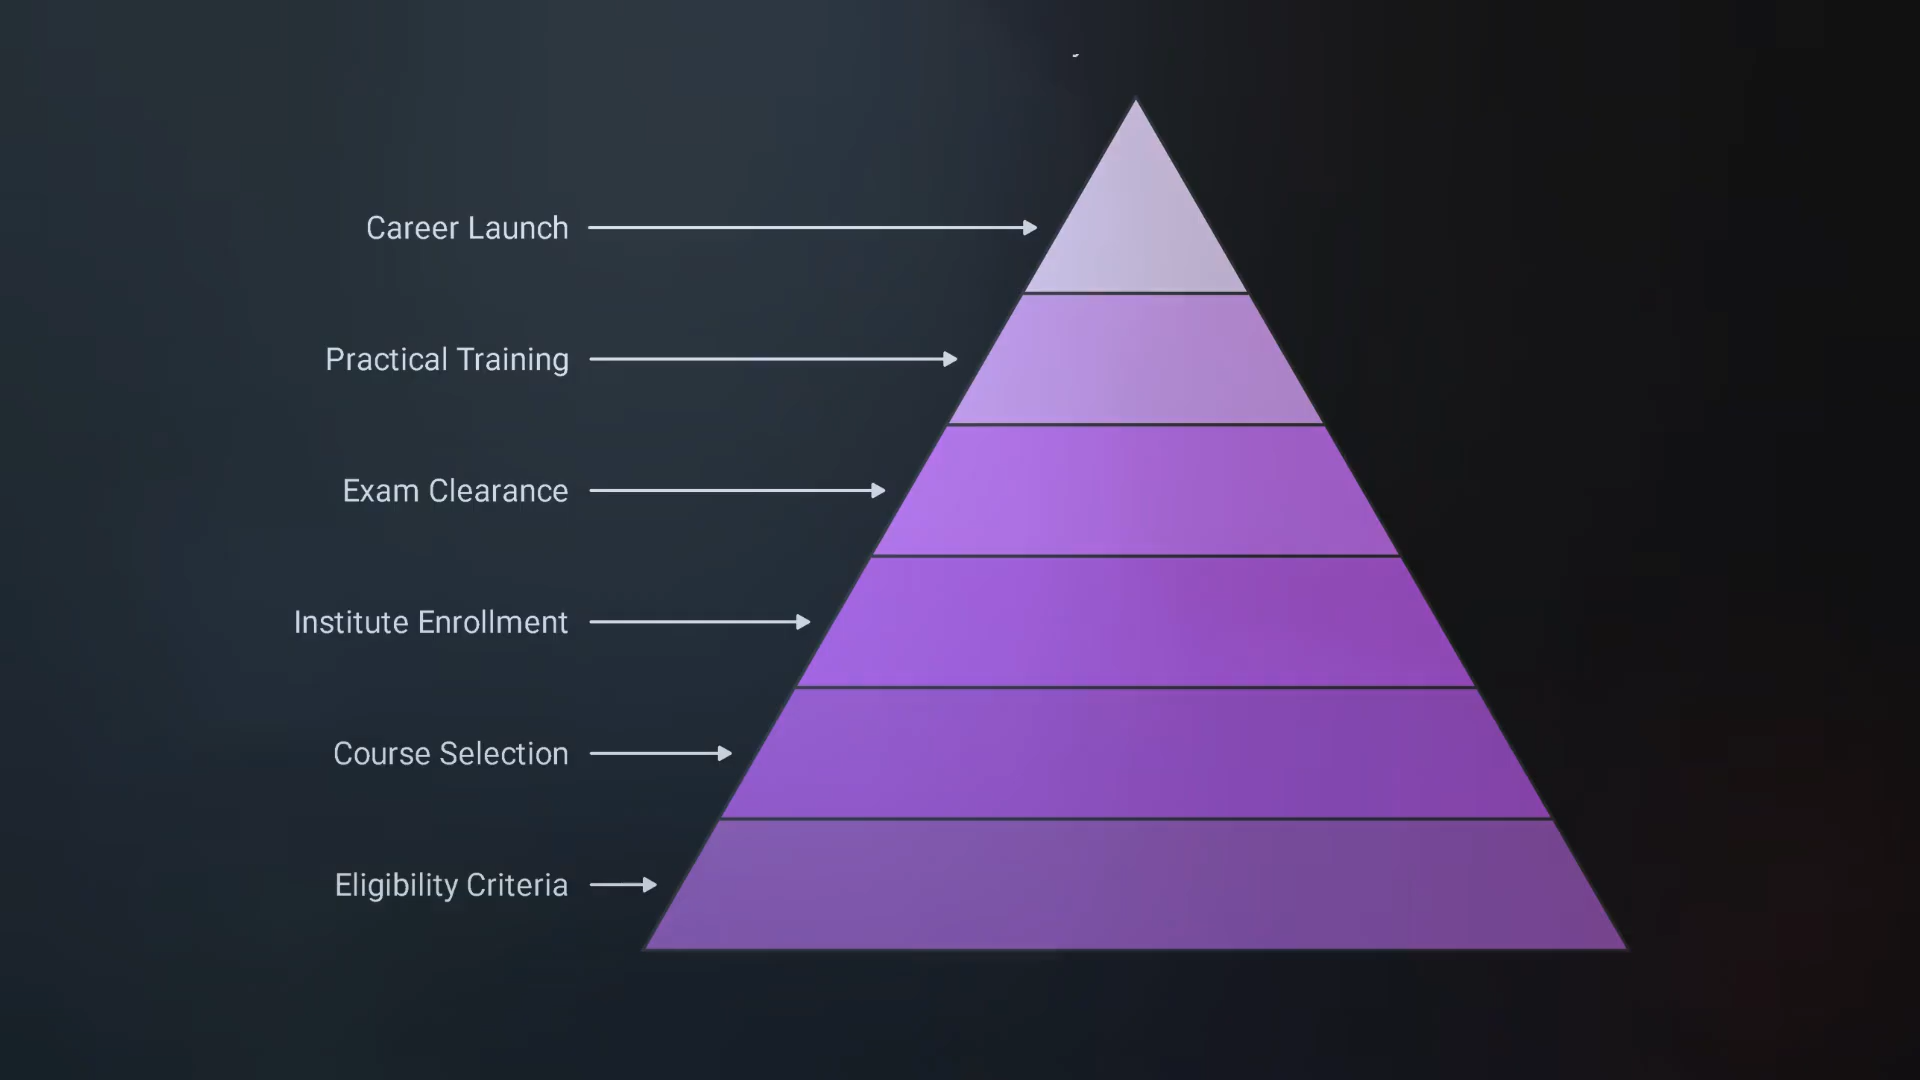 Career Launch
Practical Training
Exam Clearance
Institute Enrollment
Course Selection
Eligibility Criteria